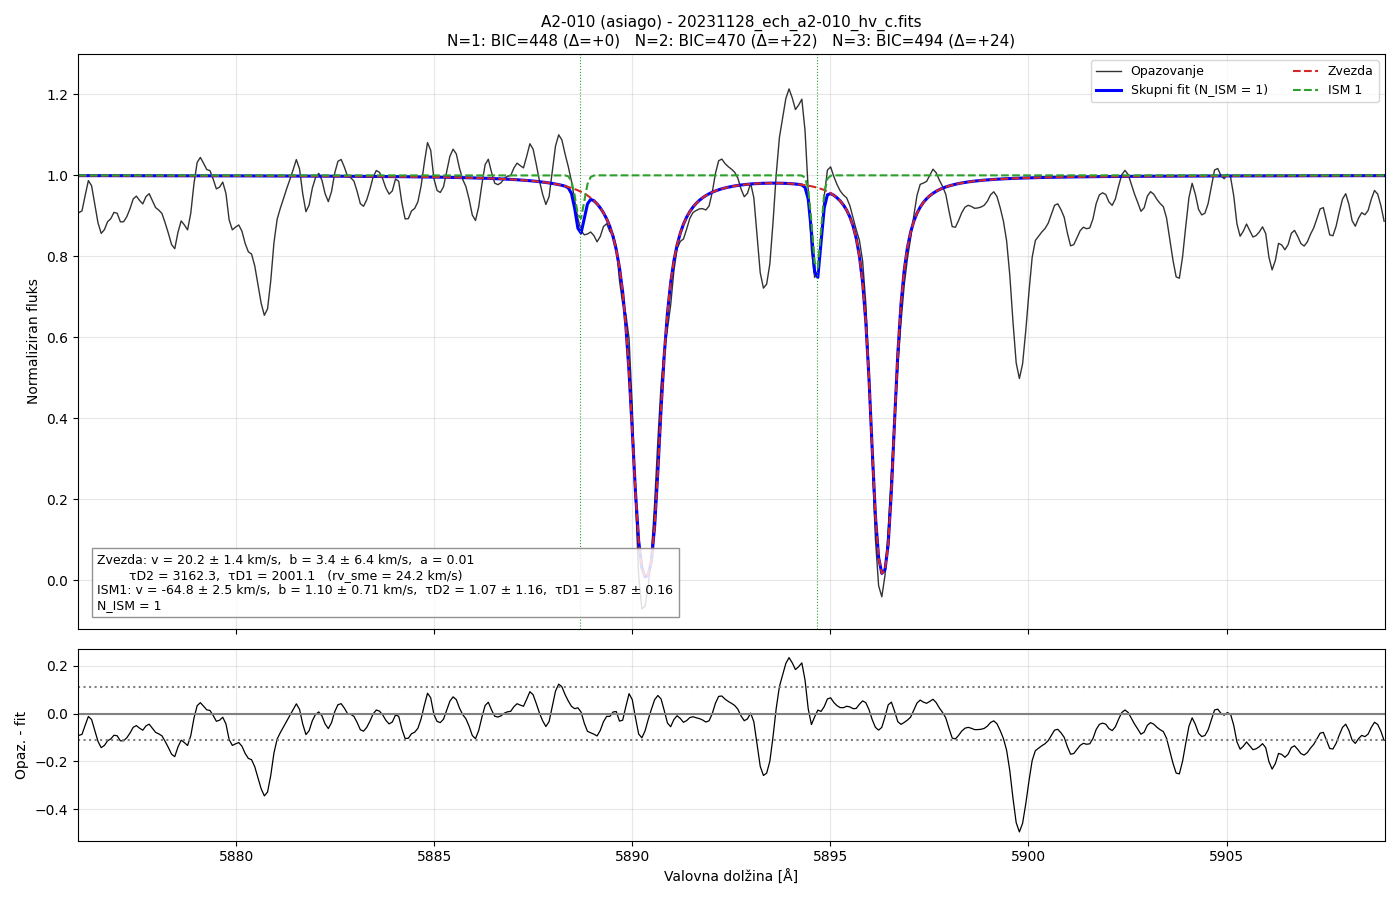 A2-010 (asiago) - 20231128_ech_a2-010_hv_c.fits
N=1: BIC=448 (Δ=+0)   N=2: BIC=470 (Δ=+22)   N=3: BIC=494 (Δ=+24)
Opazovanje
Skupni fit (N_ISM = 1)
Zvezda
ISM 1
Normaliziran fluks
1.2
1.0
0.8
0.6
0.4
0.2
0.0
Zvezda: v = 20.2 ± 1.4 km/s,  b = 3.4 ± 6.4 km/s,  a = 0.01
τD2 = 3162.3,  τD1 = 2001.1   (rv_sme = 24.2 km/s)
ISM1: v = -64.8 ± 2.5 km/s,  b = 1.10 ± 0.71 km/s,  τD2 = 1.07 ± 1.16,  τD1 = 5.87 ± 0.16
N_ISM = 1
Opaz. - fit
0.2
0.0
−0.2
−0.4
5880
5885
5890
5895
5900
5905
Valovna dolžina [Å]